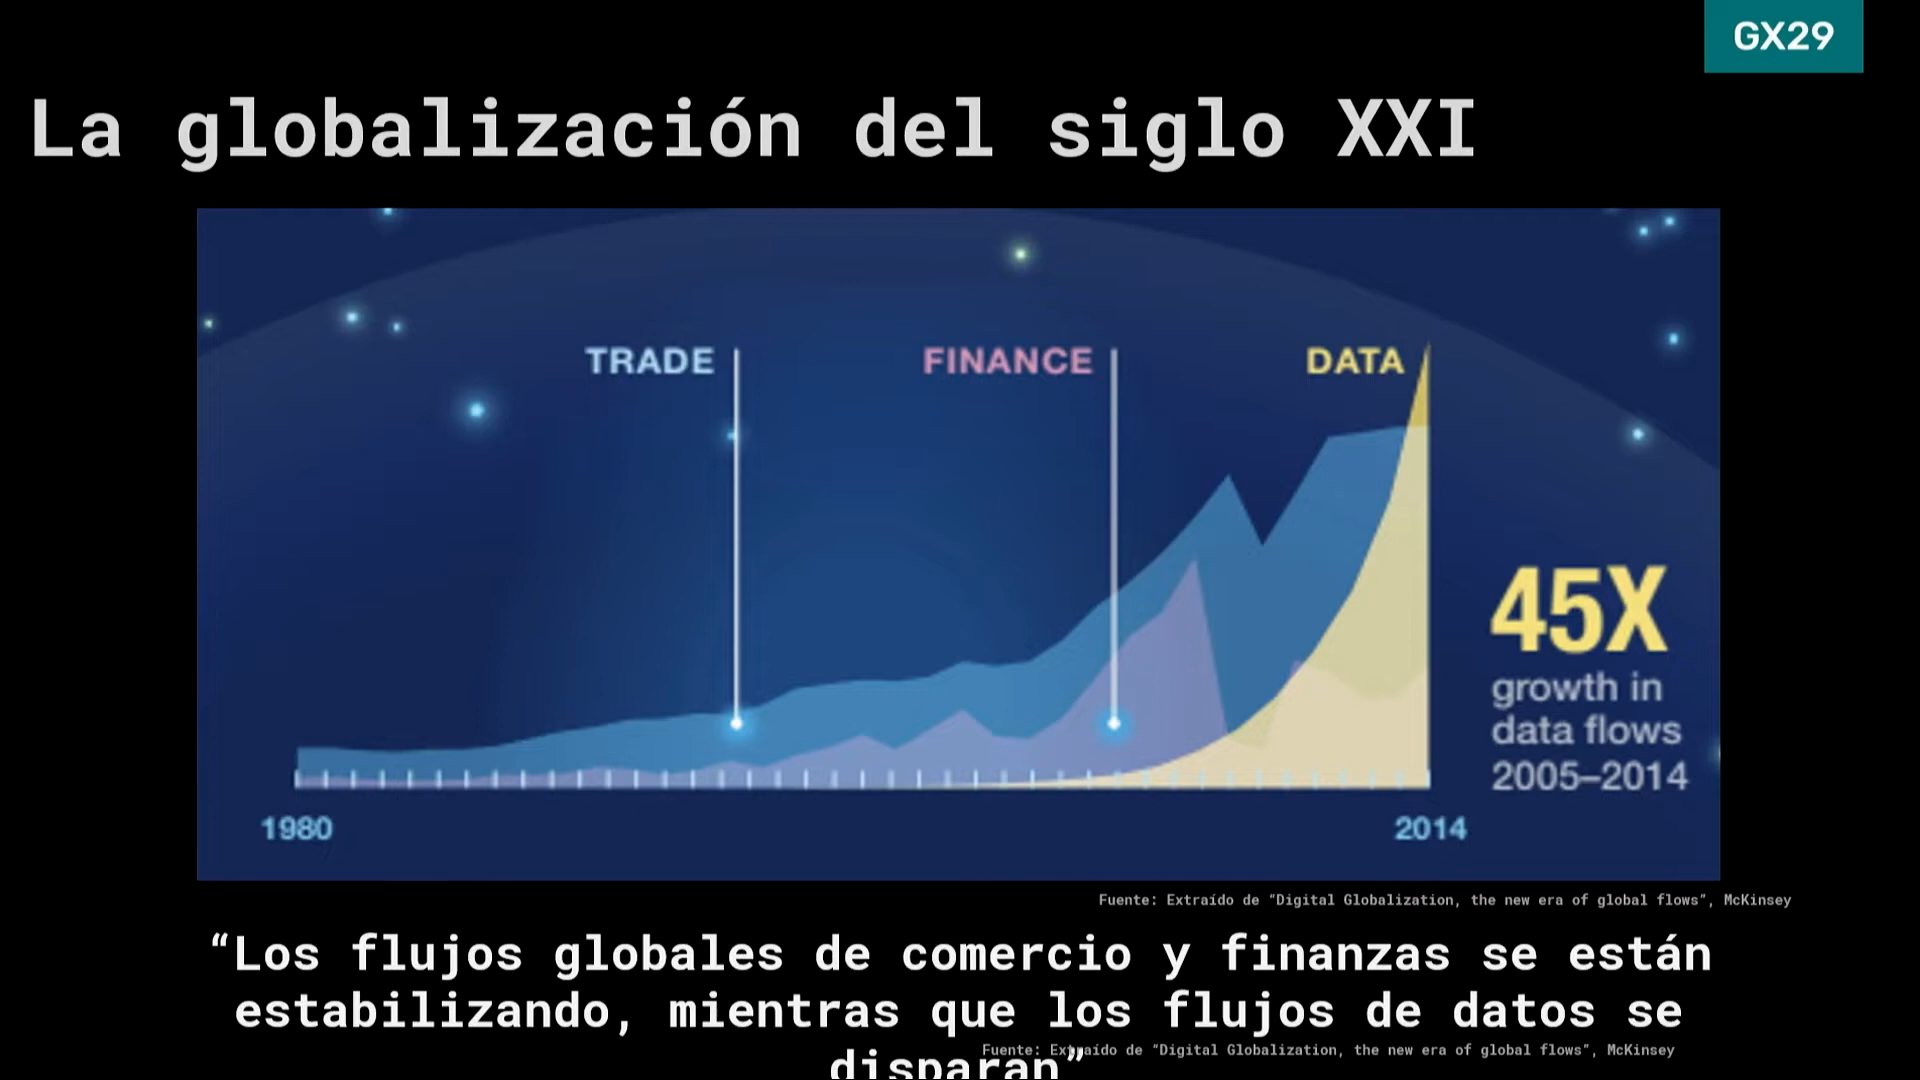 GX29
La globalización del siglo XXI
TRADE
FINANCE
DATA
45X
growth in
data flows
2005–2014
1980
2014
Fuente: Extraído de “Digital Globalization, the new era of global flows”, McKinsey
“Los flujos globales de comercio y finanzas se están
estabilizando, mientras que los flujos de datos se
disparan”
Fuente: Extraído de “Digital Globalization, the new era of global flows”, McKinsey